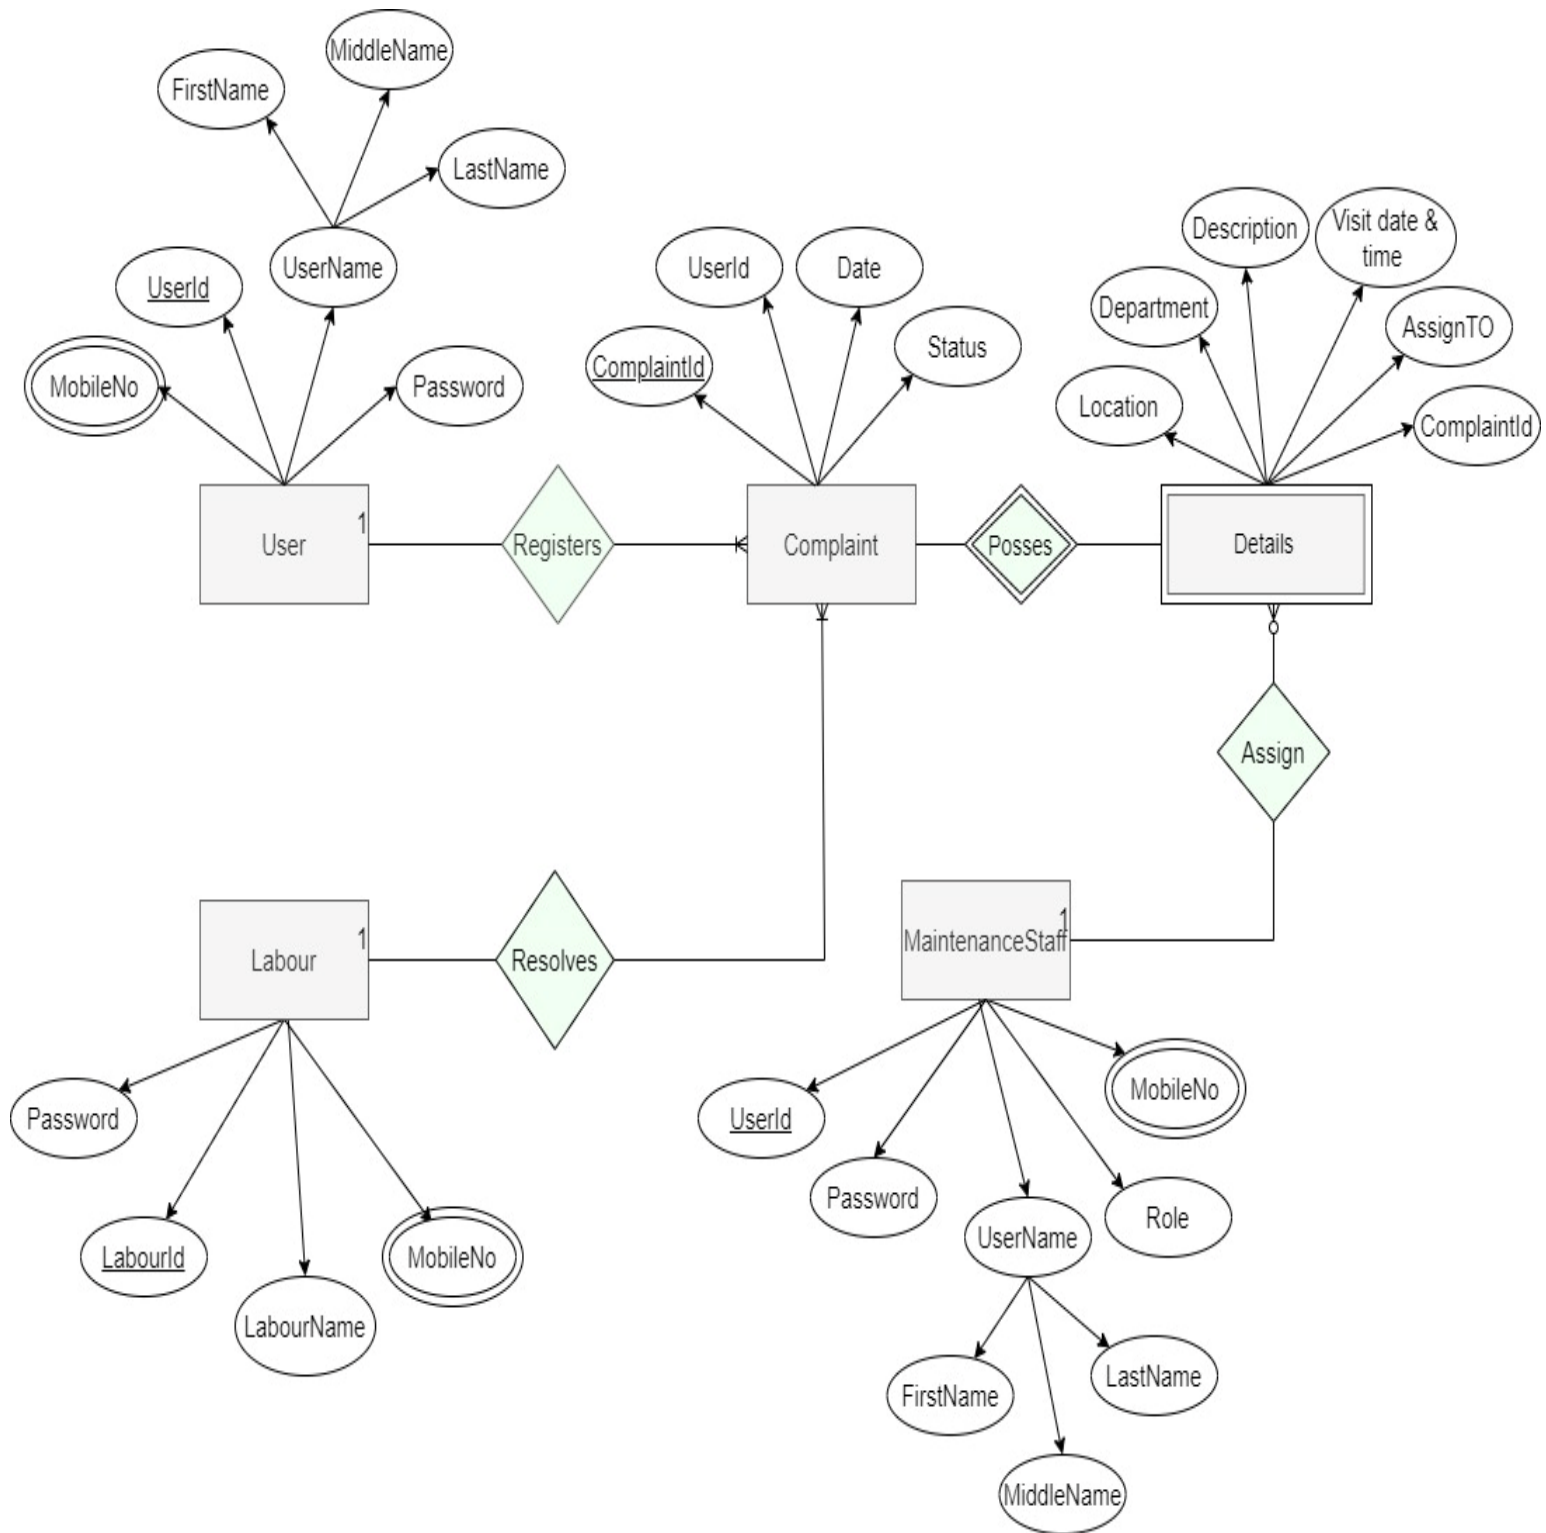 MiddleName
FirstName
LastName
UserName
UserId
MobileNo
Password
UserId
Date
ComplaintId
Status
Description
Visit date &
time
Department
AssignTO
Location
ComplaintId
User
1
Registers
Complaint
Posses
Details
Assign
Labour
1
Resolves
MaintenanceStaff
1
Password
LabourId
LabourName
MobileNo
UserId
Password
UserName
Role
MobileNo
FirstName
LastName
MiddleName